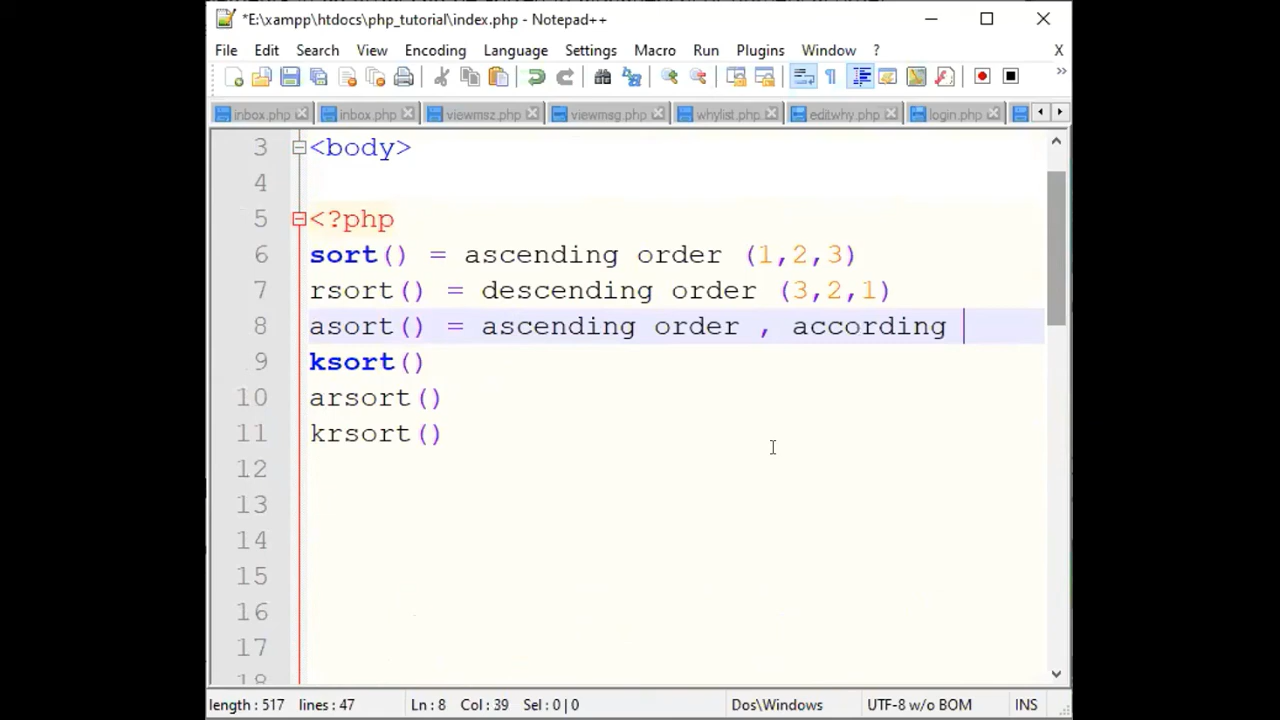 *E:\xampp\htdocs\php_tutorial\index.php - Notepad++
File Edit Search View Encoding Language Settings Macro Run Plugins Window ? X
inbox.php inbox.php viewmsz.php viewmsg.php whylist.php editwhy.php login.php
3 <body>
4
5 <?php
6 sort() = ascending order (1,2,3)
7 rsort() = descending order (3,2,1)
8 asort() = ascending order , according
9 ksort()
10 arsort()
11 krsort()
12
13
14
15
16
17
18
length : 517 lines : 47 Ln : 8 Col : 39 Sel : 0 | 0 Dos\Windows UTF-8 w/o BOM INS